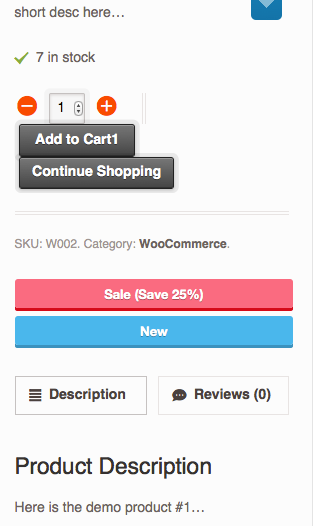 short desc here...
7 in stock
1
Add to Cart1
Continue Shopping
SKU: W002. Category: WooCommerce.
Sale (Save 25%)
New
Description
Reviews (0)
Product Description
Here is the demo product #1...